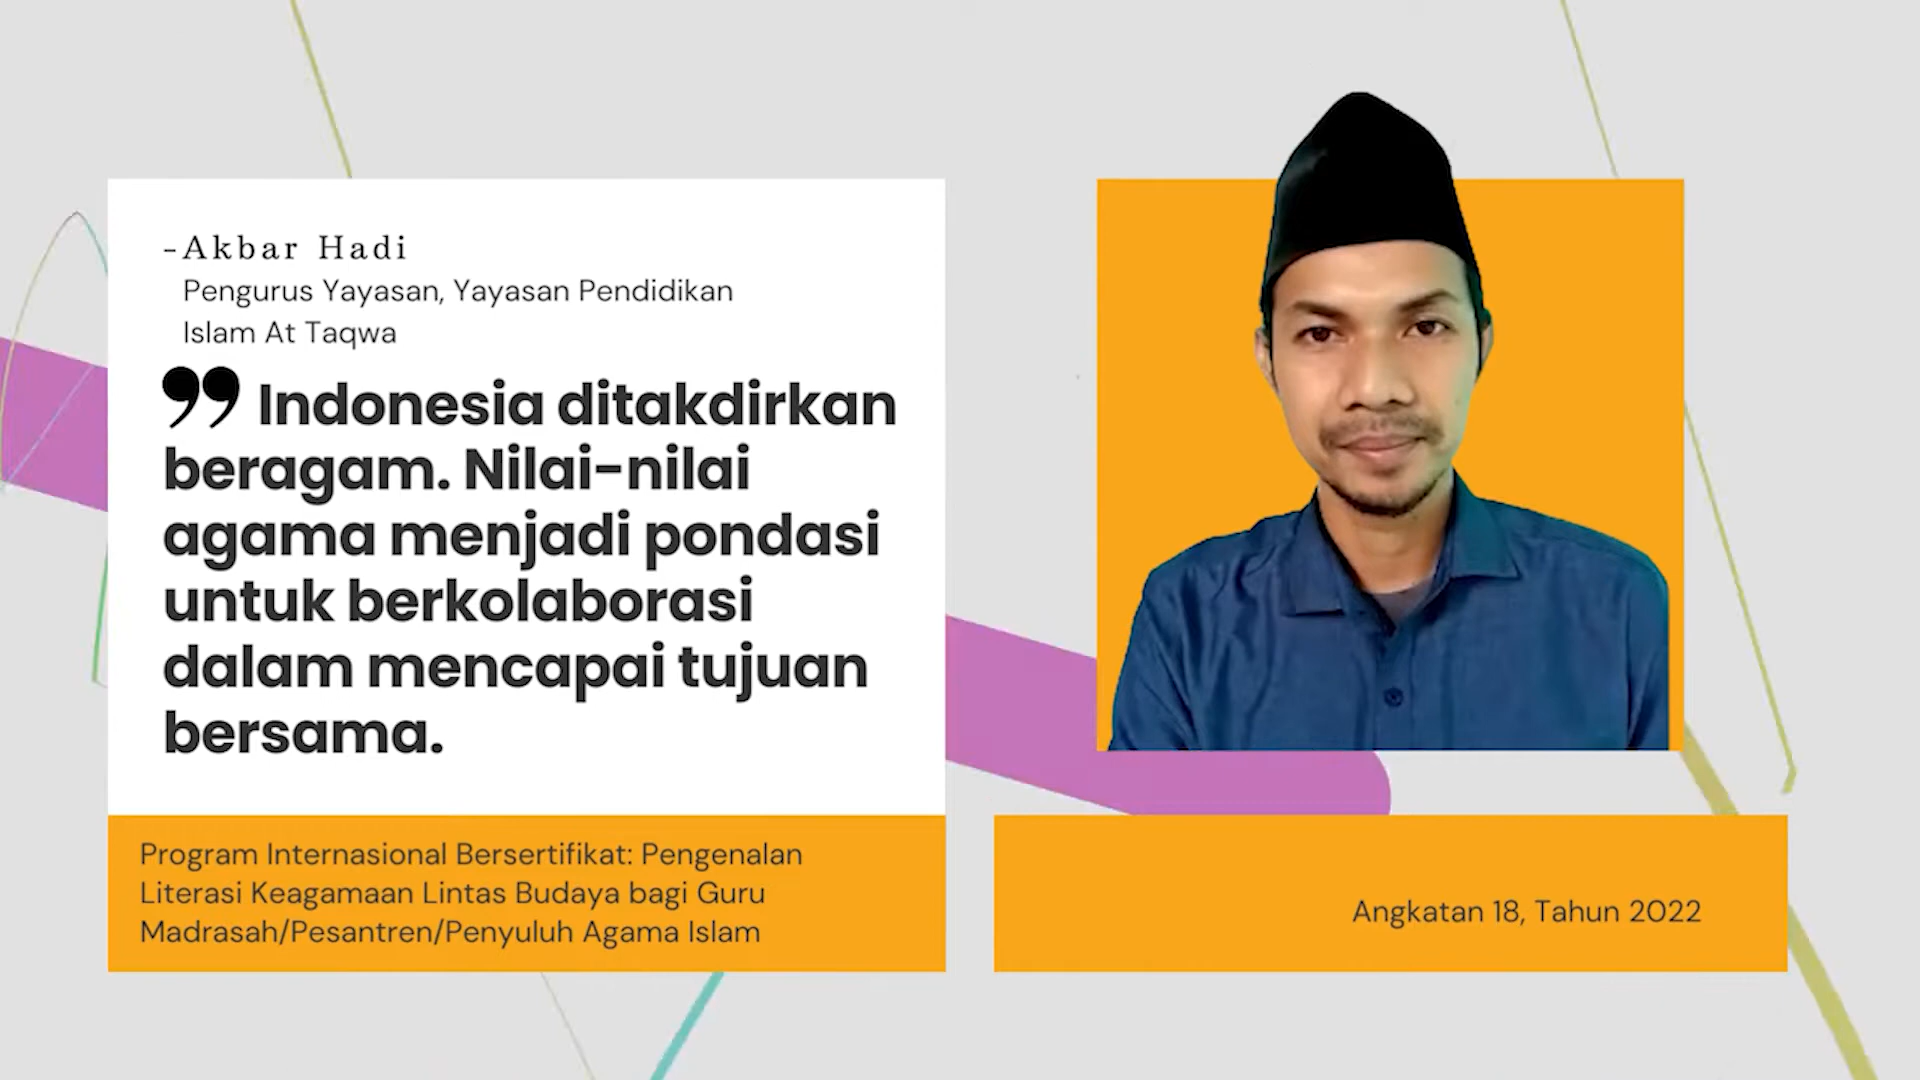 -Akbar Hadi
Pengurus Yayasan, Yayasan Pendidikan
Islam At Taqwa
” Indonesia ditakdirkan
beragam. Nilai-nilai
agama menjadi pondasi
untuk berkolaborasi
dalam mencapai tujuan
bersama.
Program Internasional Bersertifikat: Pengenalan
Literasi Keagamaan Lintas Budaya bagi Guru
Madrasah/Pesantren/Penyuluh Agama Islam
Angkatan 18, Tahun 2022